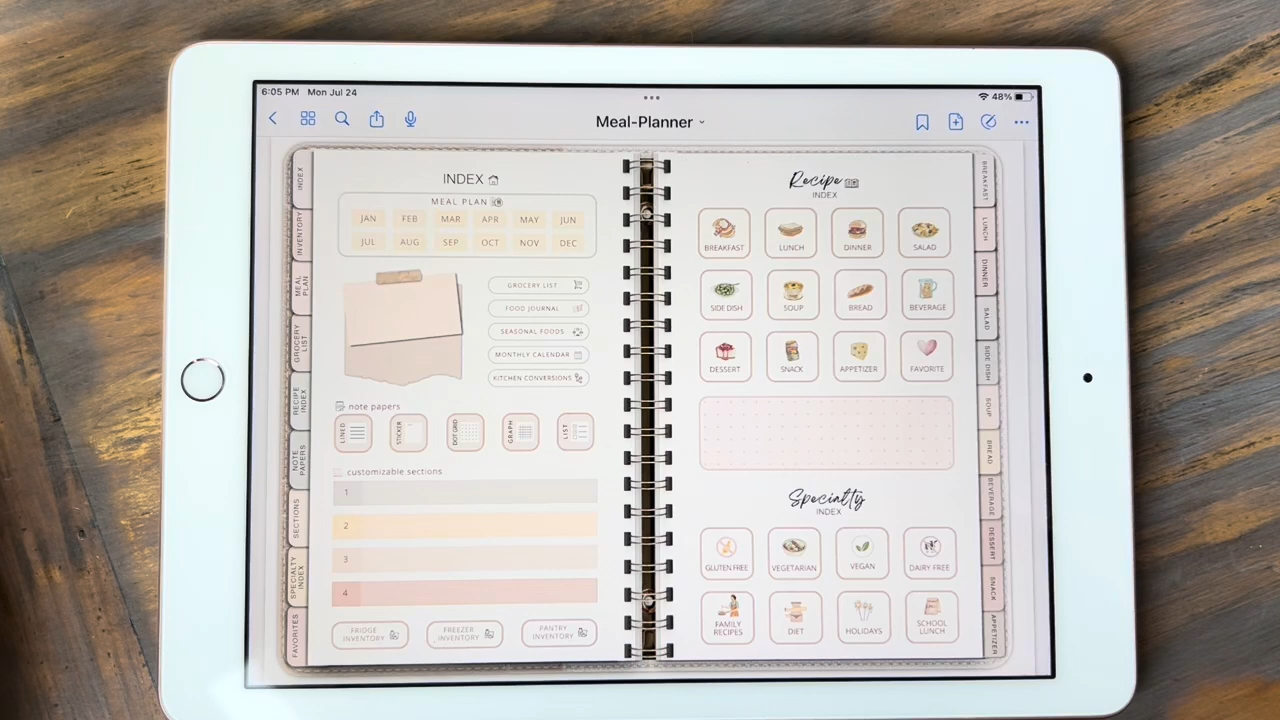 6:05 PM Mon Jul 24
48%
Meal-Planner
INDEX
INVENTORY
MEAL PLAN
GROCERY LIST
RECIPE INDEX
NOTE PAPERS
SECTIONS
SPECIALTY INDEX
FAVORITES
INDEX
MEAL PLAN
JAN FEB MAR APR MAY JUN
JUL AUG SEP OCT NOV DEC
GROCERY LIST
FOOD JOURNAL
SEASONAL FOODS
MONTHLY CALENDAR
KITCHEN CONVERSIONS
note papers
LINED STICKER DOT GRID GRAPH LIST
customizable sections
1
2
3
4
FRIDGE INVENTORY
FREEZER INVENTORY
PANTRY INVENTORY
Recipe
INDEX
BREAKFAST LUNCH DINNER SALAD
SIDE DISH SOUP BREAD BEVERAGE
DESSERT SNACK APPETIZER FAVORITE
Specialty
INDEX
GLUTEN FREE VEGETARIAN VEGAN DAIRY FREE
FAMILY RECIPES DIET HOLIDAYS SCHOOL LUNCH
BREAKFAST
LUNCH
DINNER
SALAD
SIDE DISH
SOUP
BREAD
BEVERAGE
DESSERT
SNACK
APPETIZER